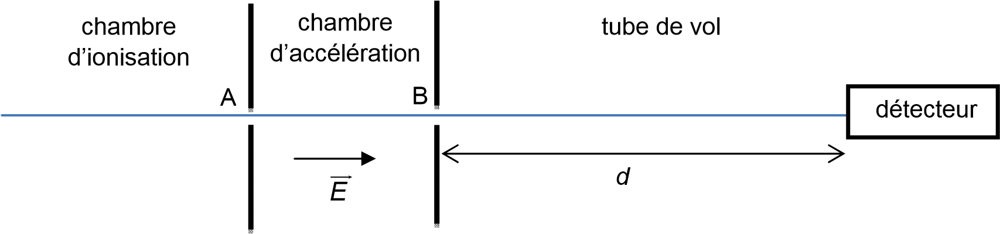 chambre
d’ionisation
chambre
d’accélération
tube de vol
A
B
détecteur
E
d